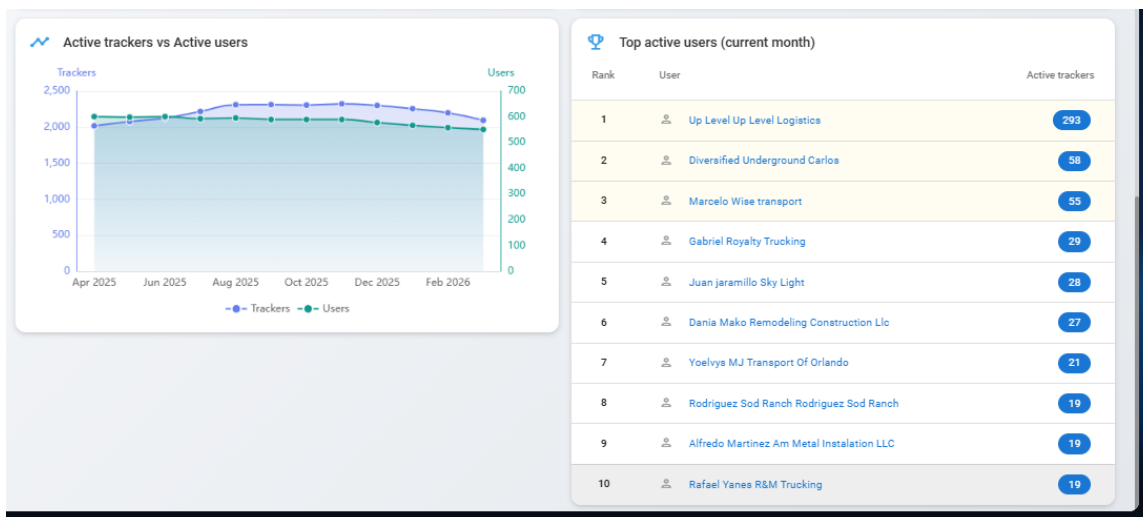 Active trackers vs Active users
Trackers
Users
2,500
2,000
1,500
1,000
500
0
700
600
500
400
300
200
100
0
Apr 2025 Jun 2025 Aug 2025 Oct 2025 Dec 2025 Feb 2026
Trackers Users
Top active users (current month)
Rank User Active trackers
1 Up Level Up Level Logistics 293
2 Diversified Underground Carlos 58
3 Marcelo Wise transport 55
4 Gabriel Royalty Trucking 29
5 Juan jaramillo Sky Light 28
6 Dania Mako Remodeling Construction Llc 27
7 Yoelvys MJ Transport Of Orlando 21
8 Rodriguez Sod Ranch Rodriguez Sod Ranch 19
9 Alfredo Martinez Am Metal Instalation LLC 19
10 Rafael Yanes R&M Trucking 19